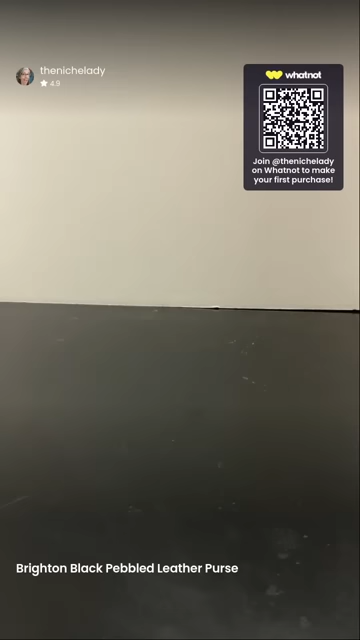 thenichelady
4.9
whatnot
Join @thenichelady
on Whatnot to make
your first purchase!
Brighton Black Pebbled Leather Purse